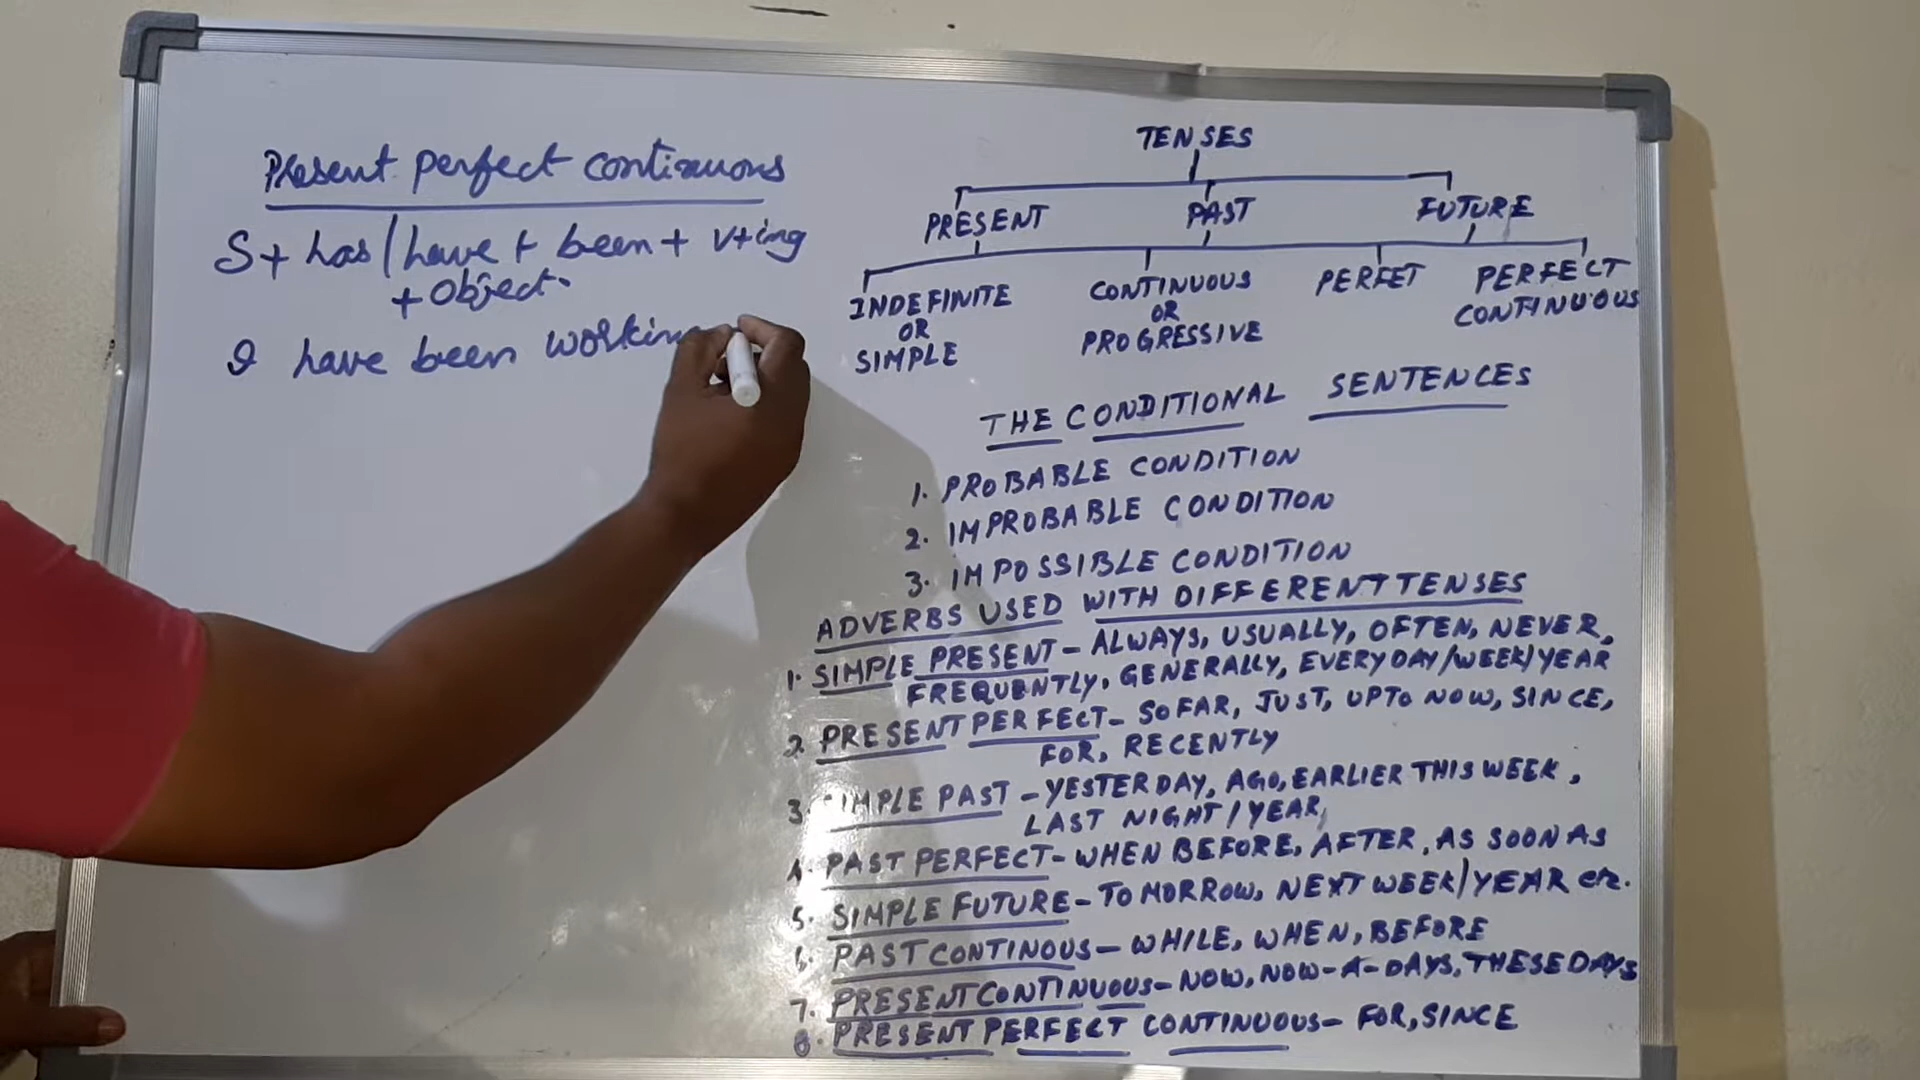 Present perfect continuous
S + has / have + been + V+ing
+ Object.
I have been working
TENSES
PRESENT PAST FUTURE
INDEFINITE OR SIMPLE
CONTINUOUS OR PROGRESSIVE
PERFET
PERFECT CONTINUOUS
THE CONDITIONAL SENTENCES
1. PROBABLE CONDITION
2. IMPROBABLE CONDITION
3. IMPOSSIBLE CONDITION
ADVERBS USED WITH DIFFERENT TENSES
1. SIMPLE PRESENT - ALWAYS, USUALLY, OFTEN, NEVER,
FREQUENTLY, GENERALLY, EVERYDAY/WEEK/YEAR
2. PRESENT PERFECT - SO FAR, JUST, UPTO NOW, SINCE,
FOR, RECENTLY
3. SIMPLE PAST - YESTERDAY, AGO, EARLIER THIS WEEK,
LAST NIGHT/YEAR,
4. PAST PERFECT - WHEN BEFORE, AFTER, AS SOON AS
5. SIMPLE FUTURE - TOMORROW, NEXT WEEK/YEAR etc.
6. PAST CONTINOUS - WHILE, WHEN, BEFORE
7. PRESENT CONTINUOUS - NOW, NOW-A-DAYS, THESE DAYS
8. PRESENT PERFECT CONTINUOUS - FOR, SINCE